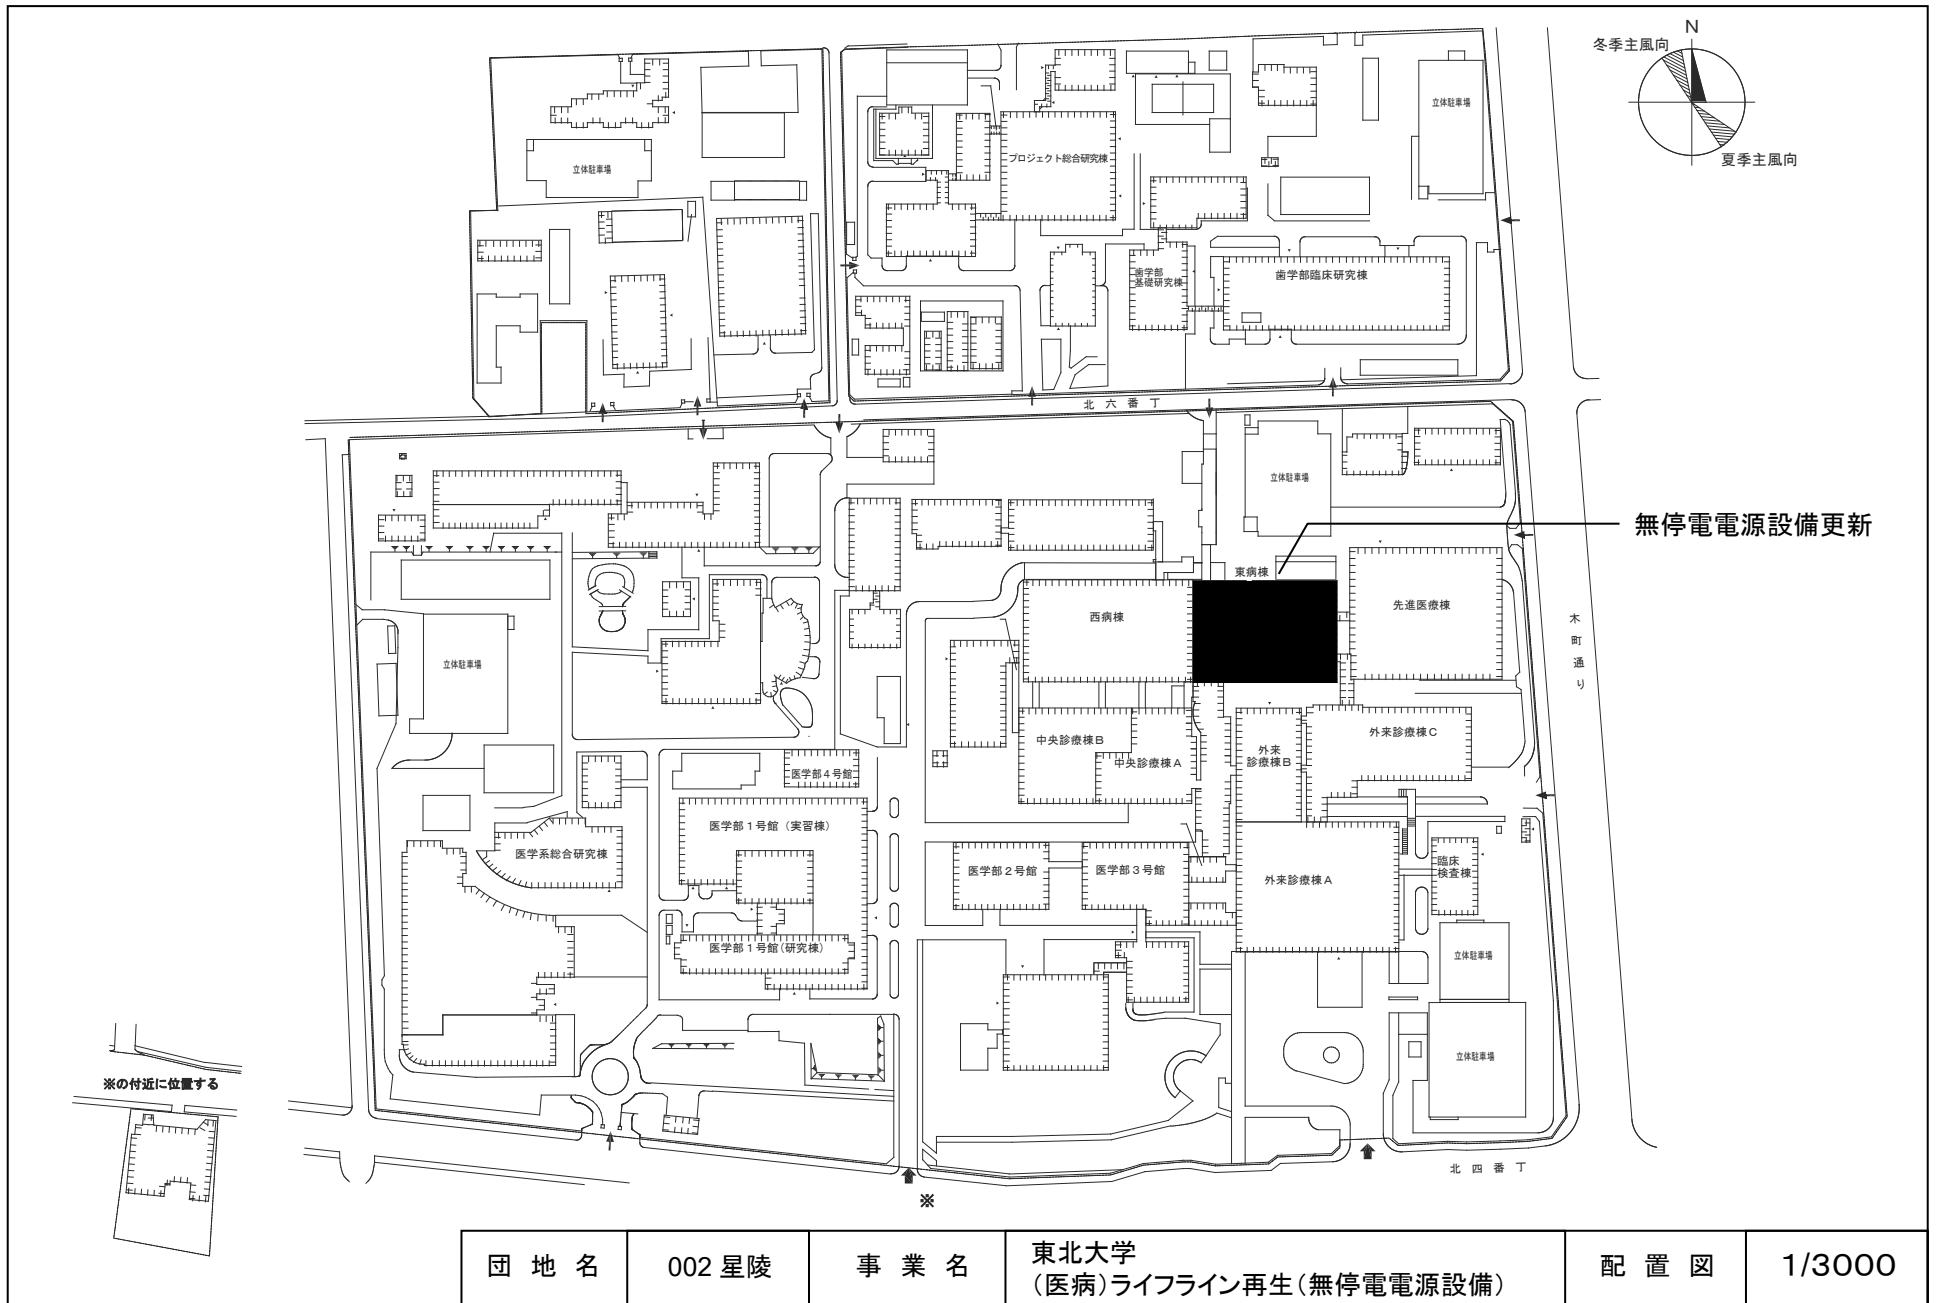 冬季主風向
N
夏季主風向
立体駐車場
プロジェクト総合研究棟
立体駐車場
歯学部
基礎研究棟
歯学部臨床研究棟
北六番丁
立体駐車場
無停電電源設備更新
東病棟
西病棟
先進医療棟
木町通り
立体駐車場
中央診療棟B
中央診療棟A
外来
診療棟B
外来診療棟C
医学部4号館
医学部1号館(実習棟)
医学系総合研究棟
医学部2号館
医学部3号館
外来診療棟A
臨床
検査棟
医学部1号館(研究棟)
立体駐車場
立体駐車場
※の付近に位置する
北四番丁
※
団地名
002 星陵
事業名
東北大学
(医病)ライフライン再生(無停電電源設備)
配置図
1/3000